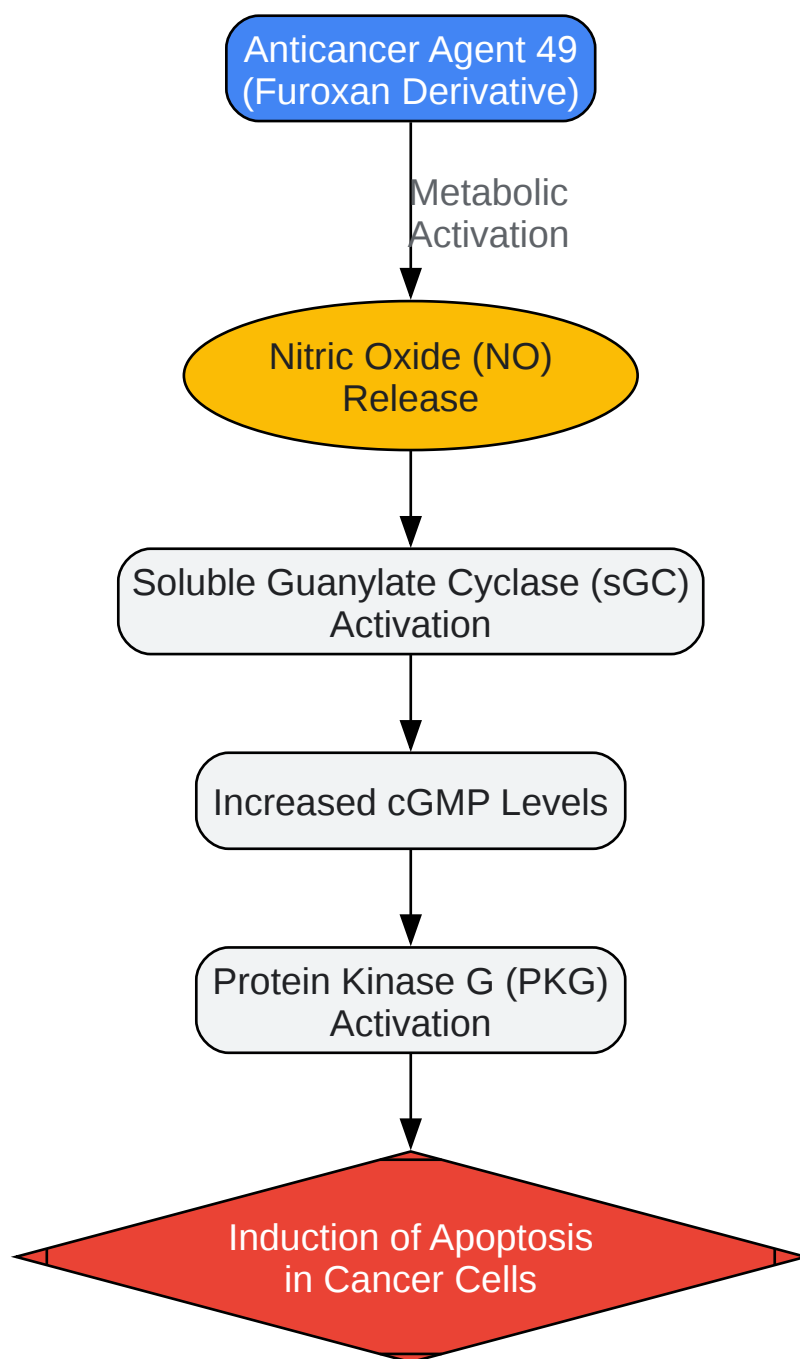 Anticancer Agent 49
(Furoxan Derivative)
Metabolic
Activation
Nitric Oxide (NO)
Release
Soluble Guanylate Cyclase (sGC)
Activation
Increased cGMP Levels
Protein Kinase G (PKG)
Activation
Induction of Apoptosis
in Cancer Cells